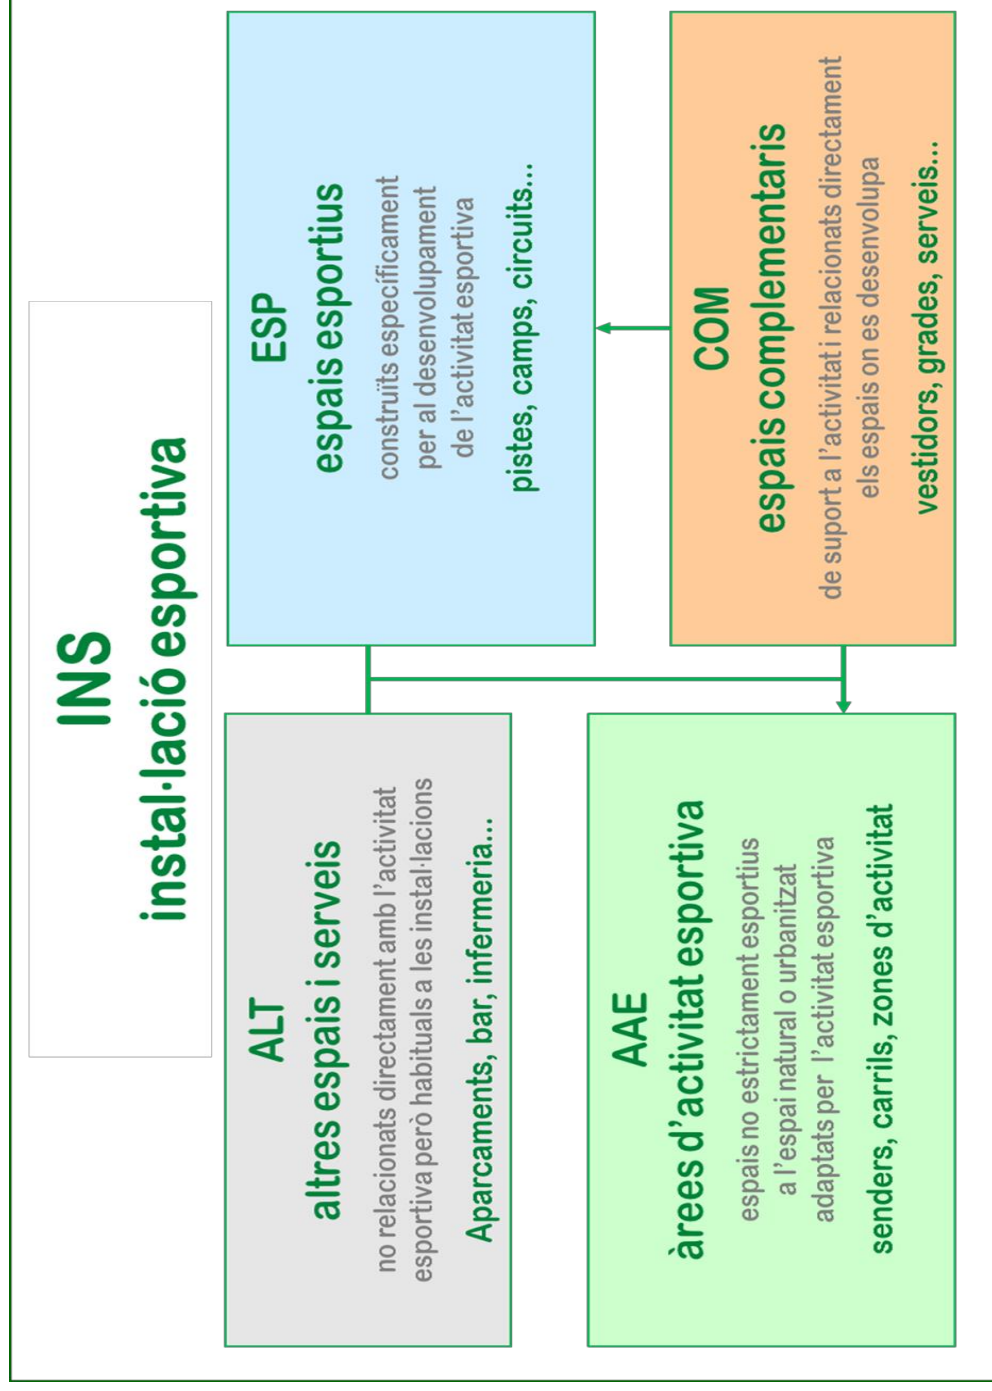 INS
instal·lació esportiva
ALT
altres espais i serveis
no relacionats directament amb l'activitat
esportiva però habituals a les instal·lacions
Aparcaments, bar, infermeria...
ESP
espais esportius
construïts específicament
per al desenvolupament
de l'activitat esportiva
pistes, camps, circuits...
AAE
àrees d'activitat esportiva
espais no estrictament esportius
a l'espai natural o urbanitzat
adaptats per l'activitat esportiva
senders, carrils, zones d'activitat
COM
espais complementaris
de suport a l'activitat i relacionats directament
els espais on es desenvolupa
vestidors, grades, serveis...